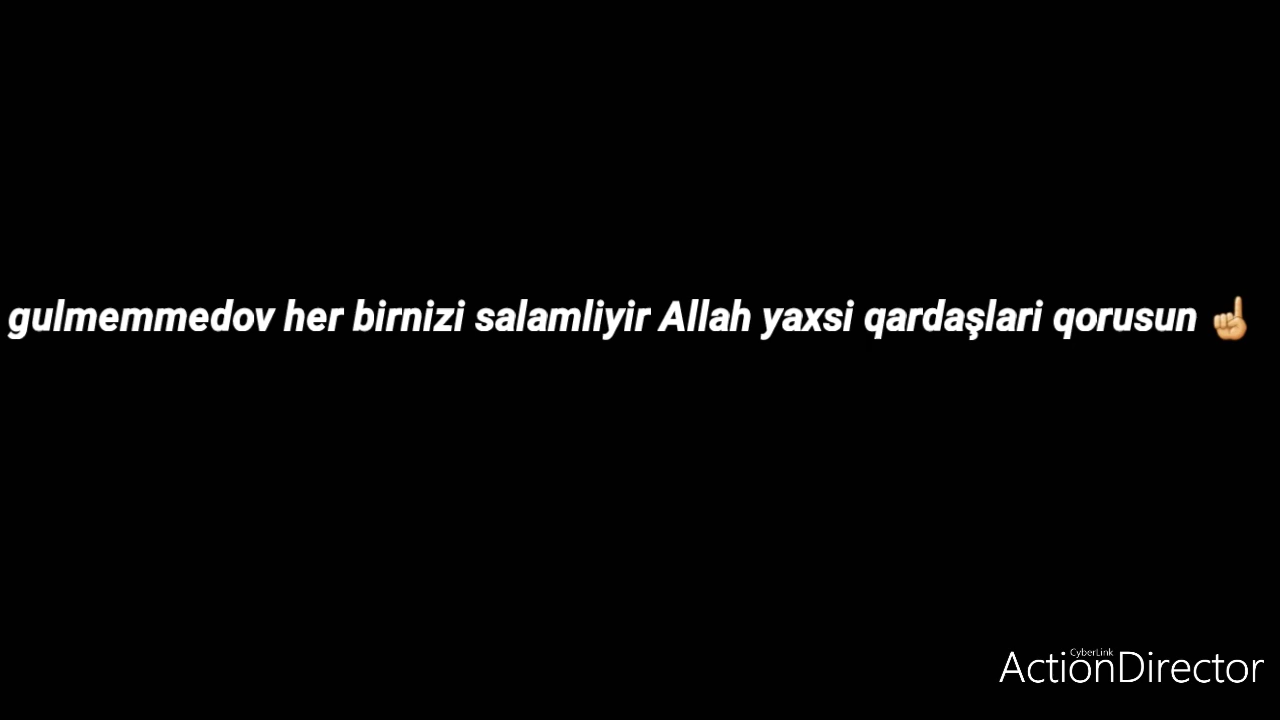 gulmemmedov her birnizi salamliyir Allah yaxsi qardaşlari qorusun ☝🏼
CyberLink
ActionDirector